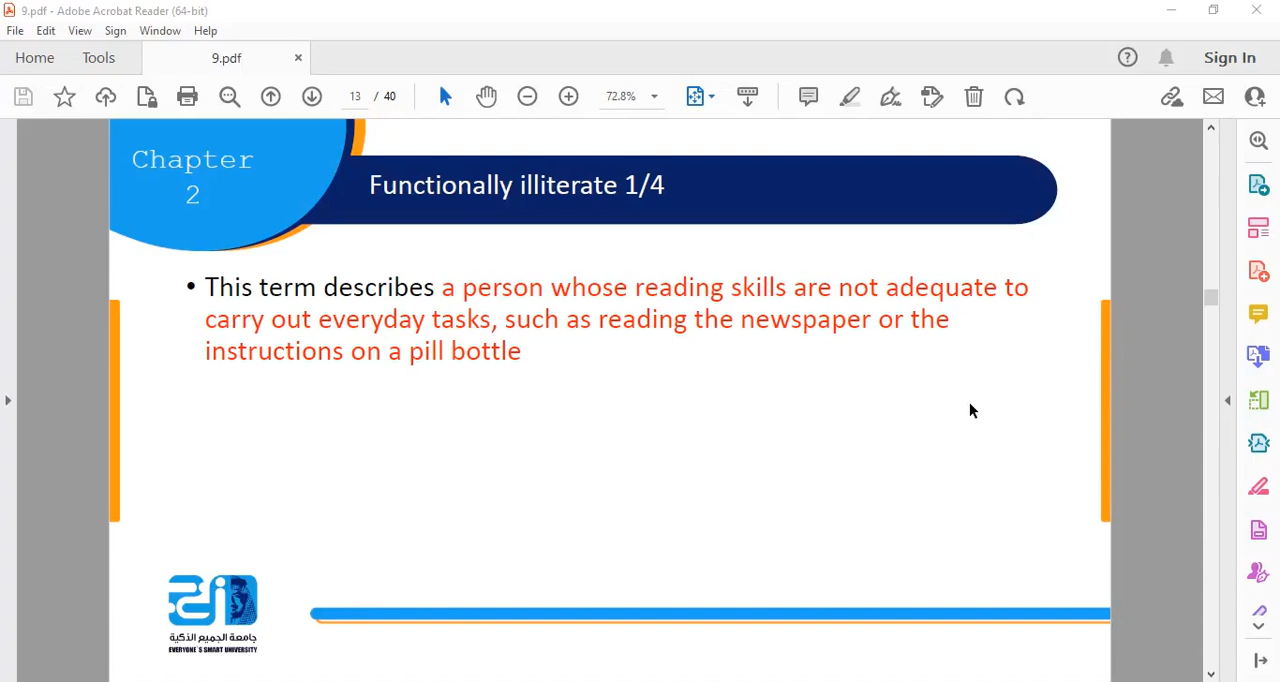 9.pdf - Adobe Acrobat Reader (64-bit)
File Edit View Sign Window Help
Home Tools 9.pdf × Sign In
13 / 40 72.8%
Chapter
2
Functionally illiterate 1/4
• This term describes a person whose reading skills are not adequate to
carry out everyday tasks, such as reading the newspaper or the
instructions on a pill bottle
جامعة الجميع الذكية
EVERYONE'S SMART UNIVERSITY